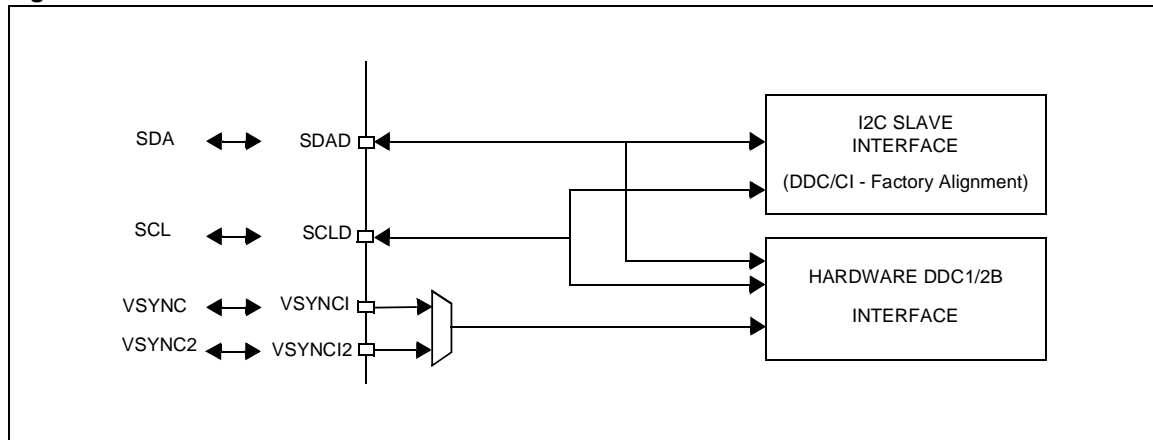 SDA
SDAD
SCL
SCLD
VSYNC
VSYNCI
VSYNC2
VSYNCI2
I2C SLAVE
INTERFACE
(DDC/CI - Factory Alignment)
HARDWARE DDC1/2B
INTERFACE